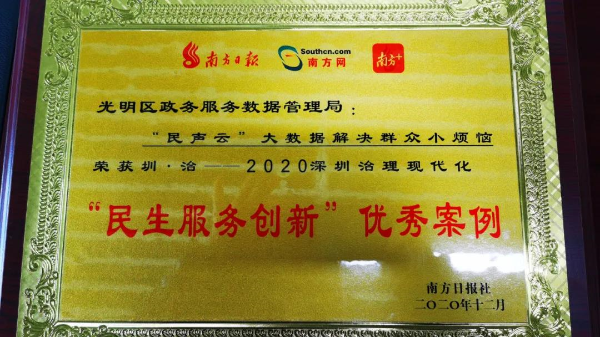 南方日报 Southcn.com 南方网 南方+
光明区政务服务数据管理局：
“民声云”大数据解决群众小烦恼
荣获圳·治——2020深圳治理现代化
“民生服务创新”优秀案例
南方日报社
二〇二〇年十二月